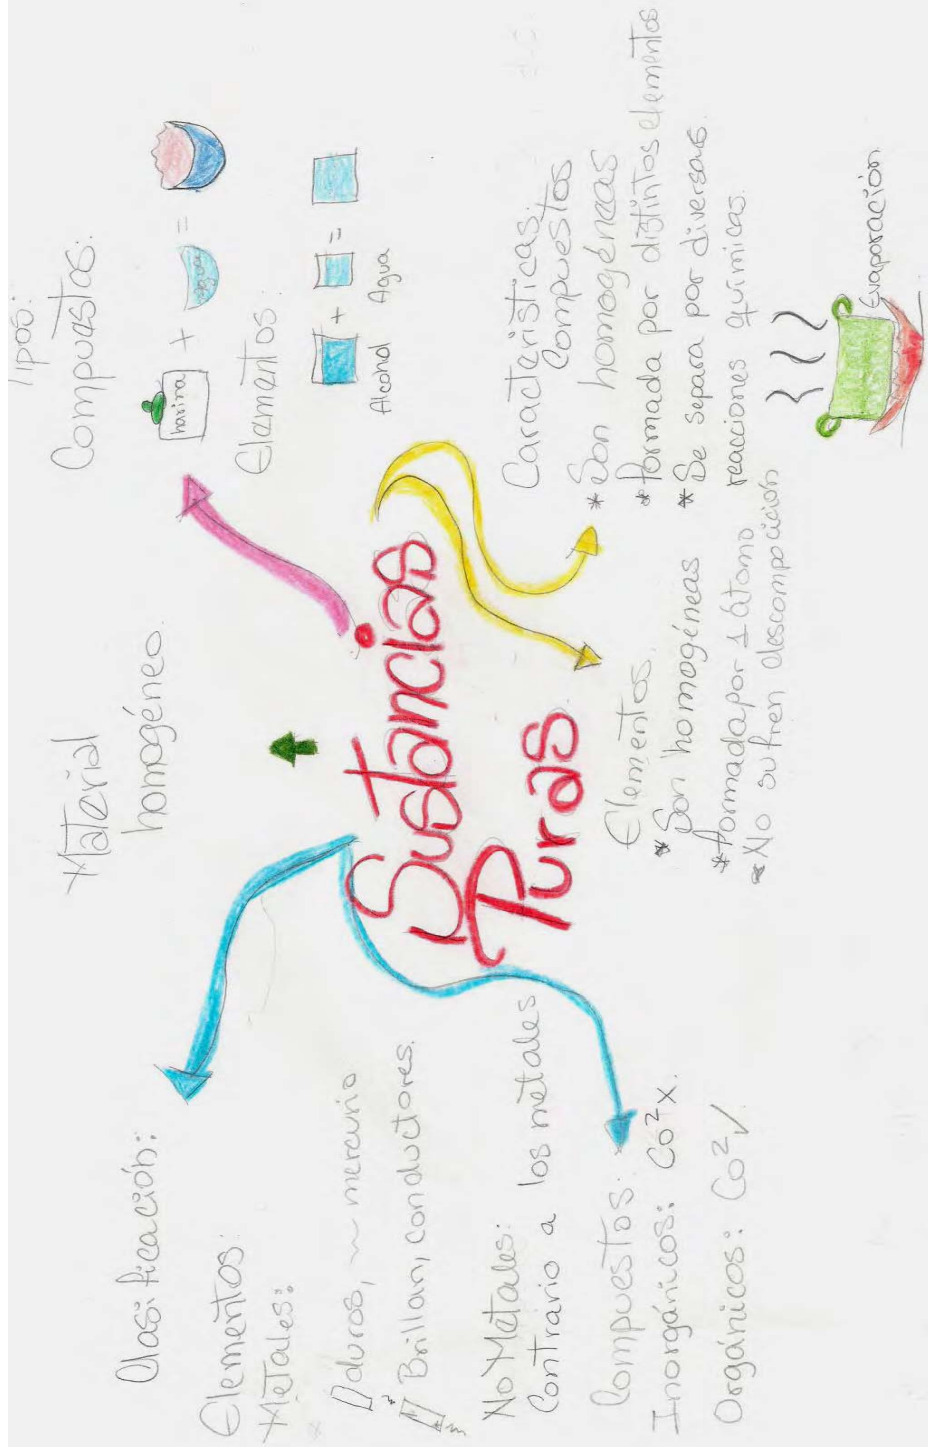 Sustancias
Puras
Material
homogéneo
Tipos:
Compuastos:
harina
+
agua
=
Elementos:
+
=
Alcohol
Agua
Características:
Compuestos
* Son homogéneas
* Formada por distintos elementos
* Se separa por diversas
reacciones químicas.
Evaporación
Elementos.
* Son homogéneas
* Formada por 1 átomo
* No sufren descomposición
Clasificación:
Elementos:
Metales:
duros, ~ mercurio
Brillan, conductores.
No Metales:
Contrario a los metales
Compuestos:
Inorgánicos: Co² x
Orgánicos: Co² ✓